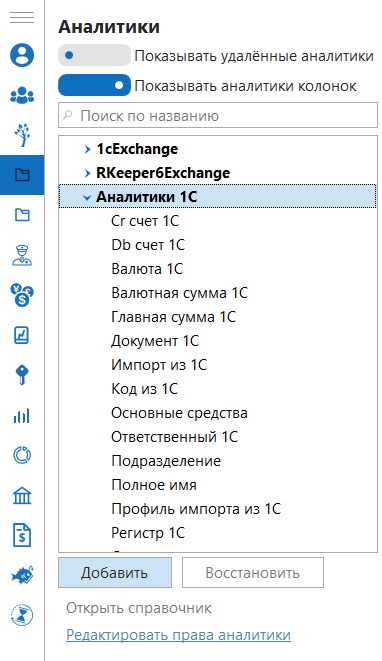 Аналитики
Показывать удалённые аналитики
Показывать аналитики колонок
Поиск по названию
1cExchange
RKeeper6Exchange
Аналитики 1С
Cr счет 1С
Db счет 1С
Валюта 1С
Валютная сумма 1С
Главная сумма 1С
Документ 1С
Импорт из 1С
Код из 1С
Основные средства
Ответственный 1С
Подразделение
Полное имя
Профиль импорта из 1С
Регистр 1С
Добавить
Восстановить
Открыть справочник
Редактировать права аналитики